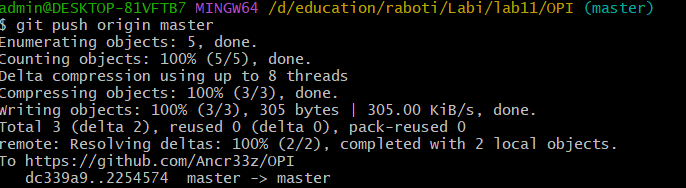 admin@DESKTOP-81VFTB7 MINGW64 /d/education/raboti/Labi/lab11/OPI (master)
$ git push origin master
Enumerating objects: 5, done.
Counting objects: 100% (5/5), done.
Delta compression using up to 8 threads
Compressing objects: 100% (3/3), done.
Writing objects: 100% (3/3), 305 bytes | 305.00 KiB/s, done.
Total 3 (delta 2), reused 0 (delta 0), pack-reused 0
remote: Resolving deltas: 100% (2/2), completed with 2 local objects.
To https://github.com/Ancr33z/OPI
   dc339a9..2254574  master -> master